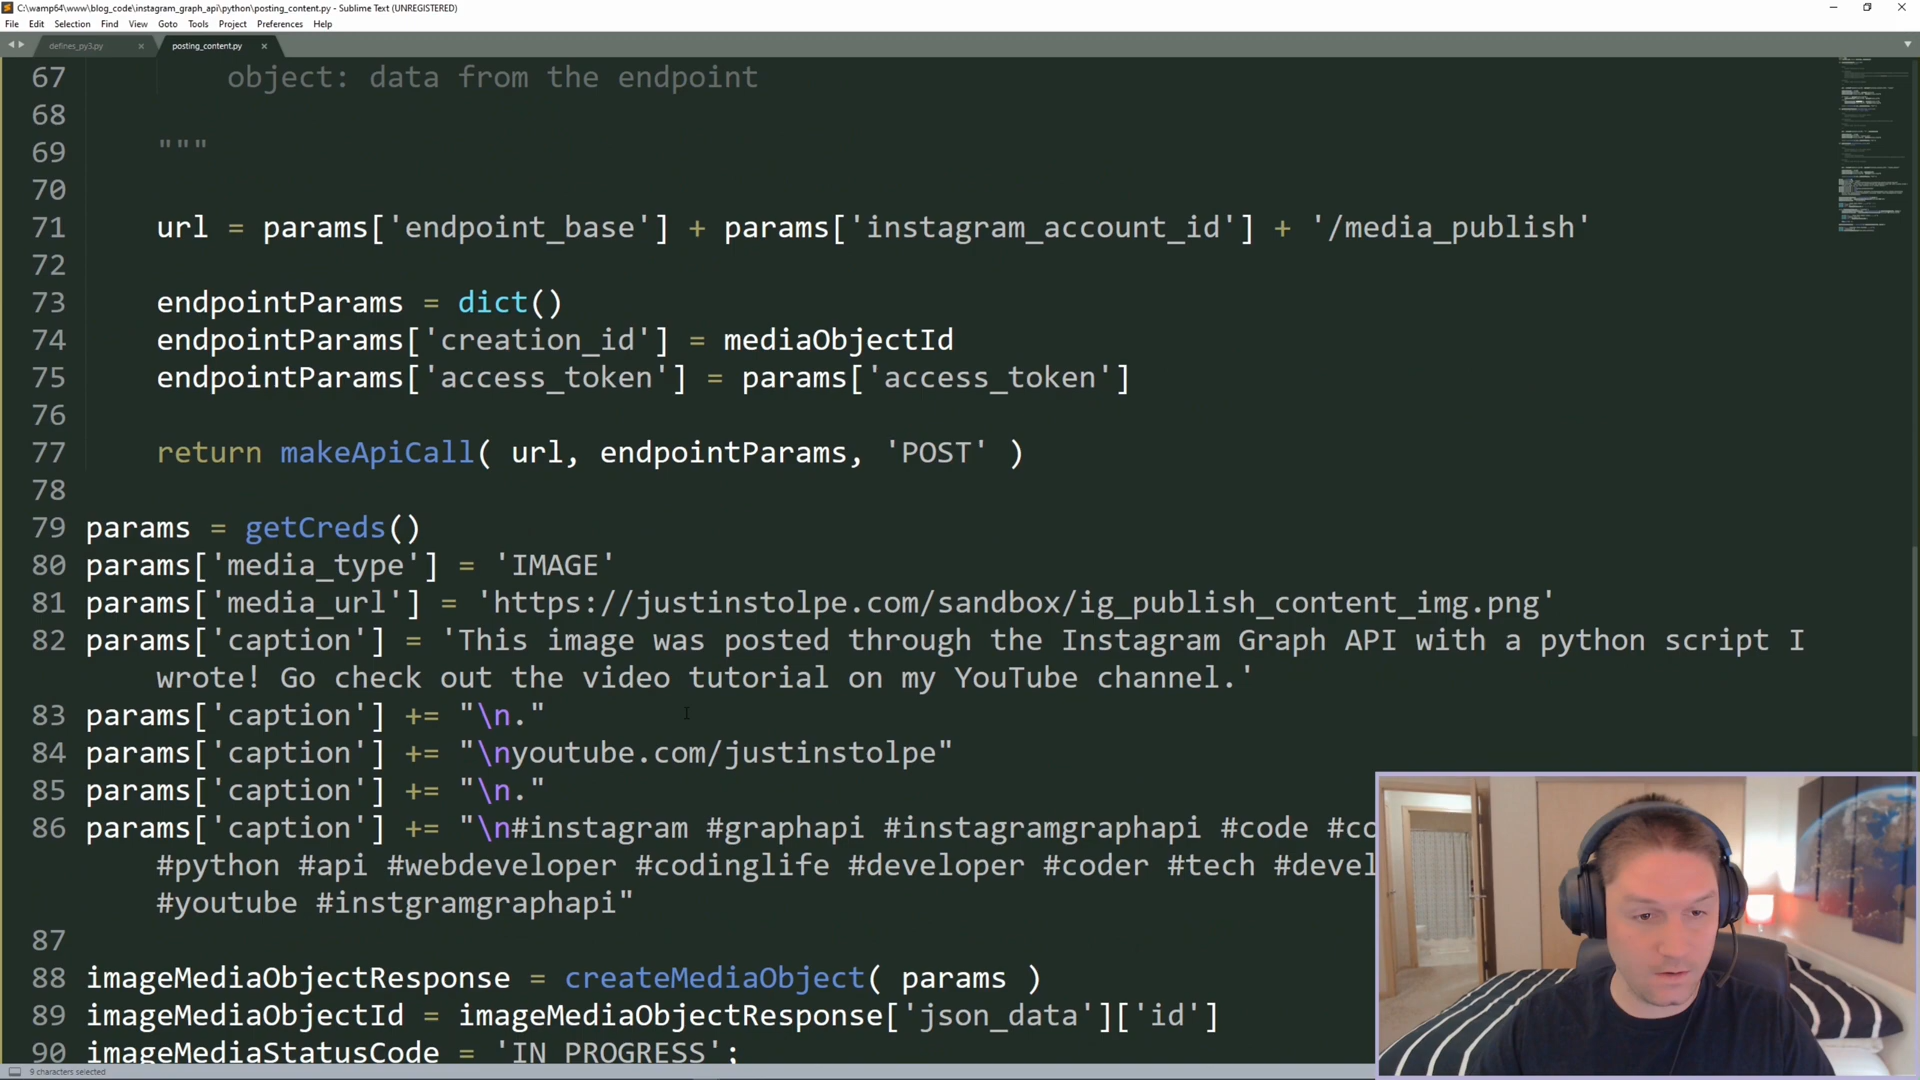 C:\wamp64\www\blog_code\instagram_graph_api\python\posting_content.py - Sublime Text (UNREGISTERED)
File Edit Selection Find View Goto Tools Project Preferences Help
defines_py3.py × posting_content.py ×
67 object: data from the endpoint
68
69 """
70
71 url = params['endpoint_base'] + params['instagram_account_id'] + '/media_publish'
72
73 endpointParams = dict()
74 endpointParams['creation_id'] = mediaObjectId
75 endpointParams['access_token'] = params['access_token']
76
77 return makeApiCall( url, endpointParams, 'POST' )
78
79 params = getCreds()
80 params['media_type'] = 'IMAGE'
81 params['media_url'] = 'https://justinstolpe.com/sandbox/ig_publish_content_img.png'
82 params['caption'] = 'This image was posted through the Instagram Graph API with a python script I
wrote! Go check out the video tutorial on my YouTube channel.'
83 params['caption'] += "\n."
84 params['caption'] += "\nyoutube.com/justinstolpe"
85 params['caption'] += "\n."
86 params['caption'] += "\n#instagram #graphapi #instagramgraphapi #code #co
#python #api #webdeveloper #codinglife #developer #coder #tech #devel
#youtube #instgramgraphapi"
87
88 imageMediaObjectResponse = createMediaObject( params )
89 imageMediaObjectId = imageMediaObjectResponse['json_data']['id']
90 imageMediaStatusCode = 'IN_PROGRESS';
9 characters selected